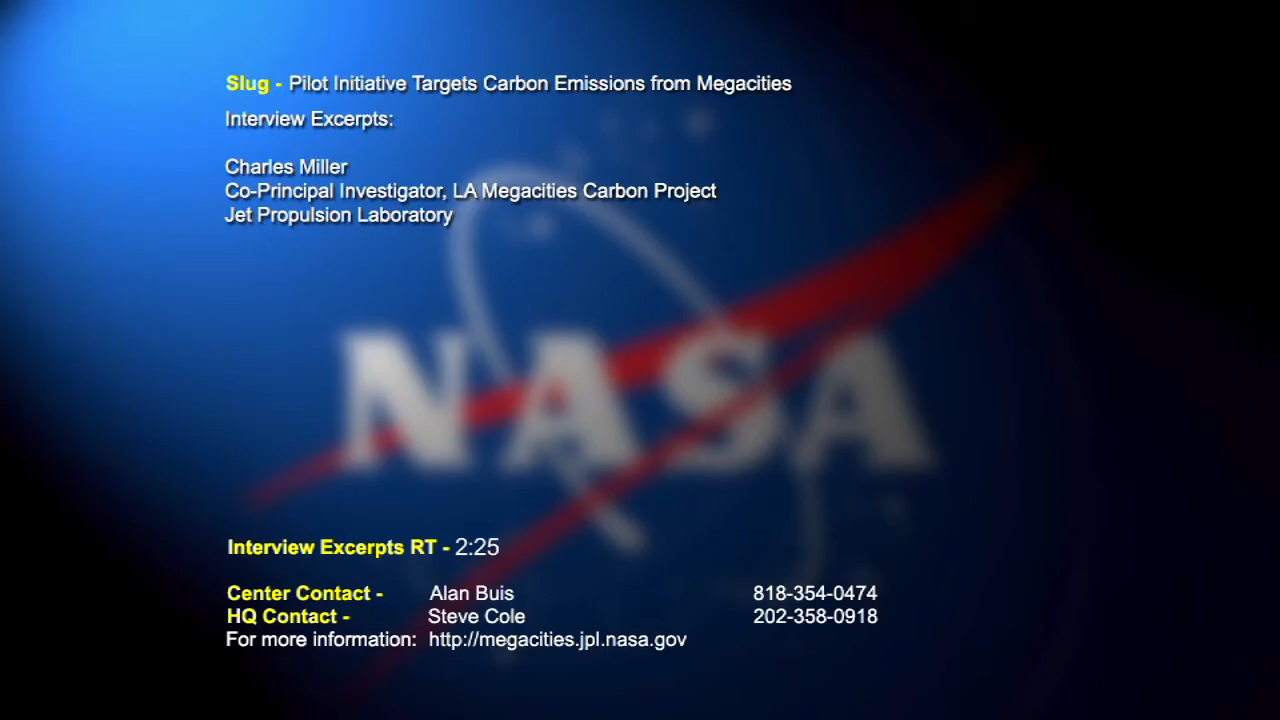 Slug - Pilot Initiative Targets Carbon Emissions from Megacities
Interview Excerpts:
Charles Miller
Co-Principal Investigator, LA Megacities Carbon Project
Jet Propulsion Laboratory
NASA
Interview Excerpts RT - 2:25
Center Contact - Alan Buis 818-354-0474
HQ Contact - Steve Cole 202-358-0918
For more information: http://megacities.jpl.nasa.gov